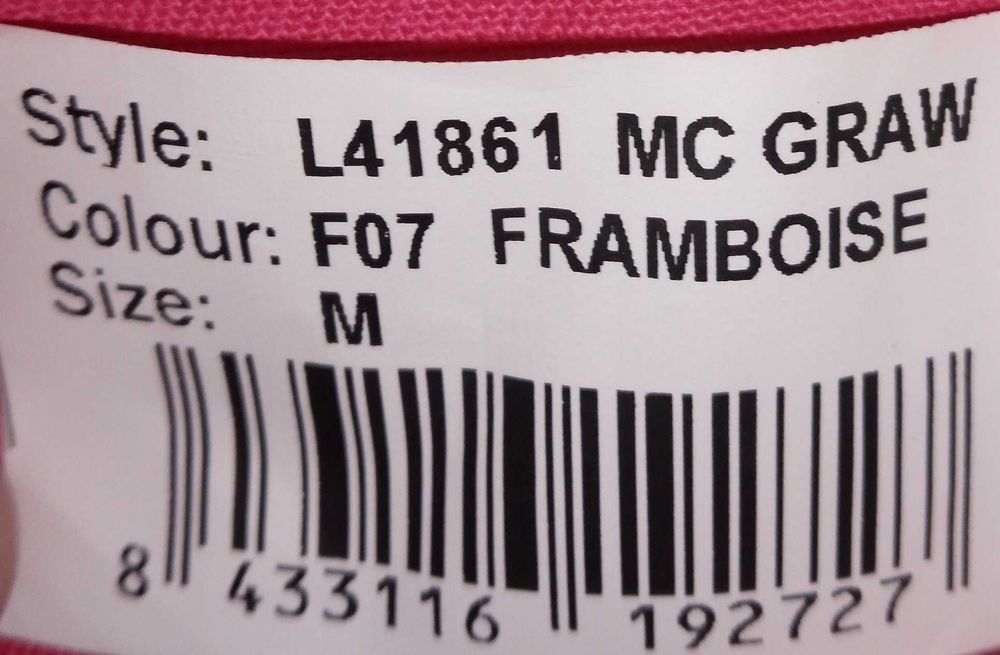 Style: L41861 MC GRAW
Colour: F07 FRAMBOISE
Size: M
8 433116 192727